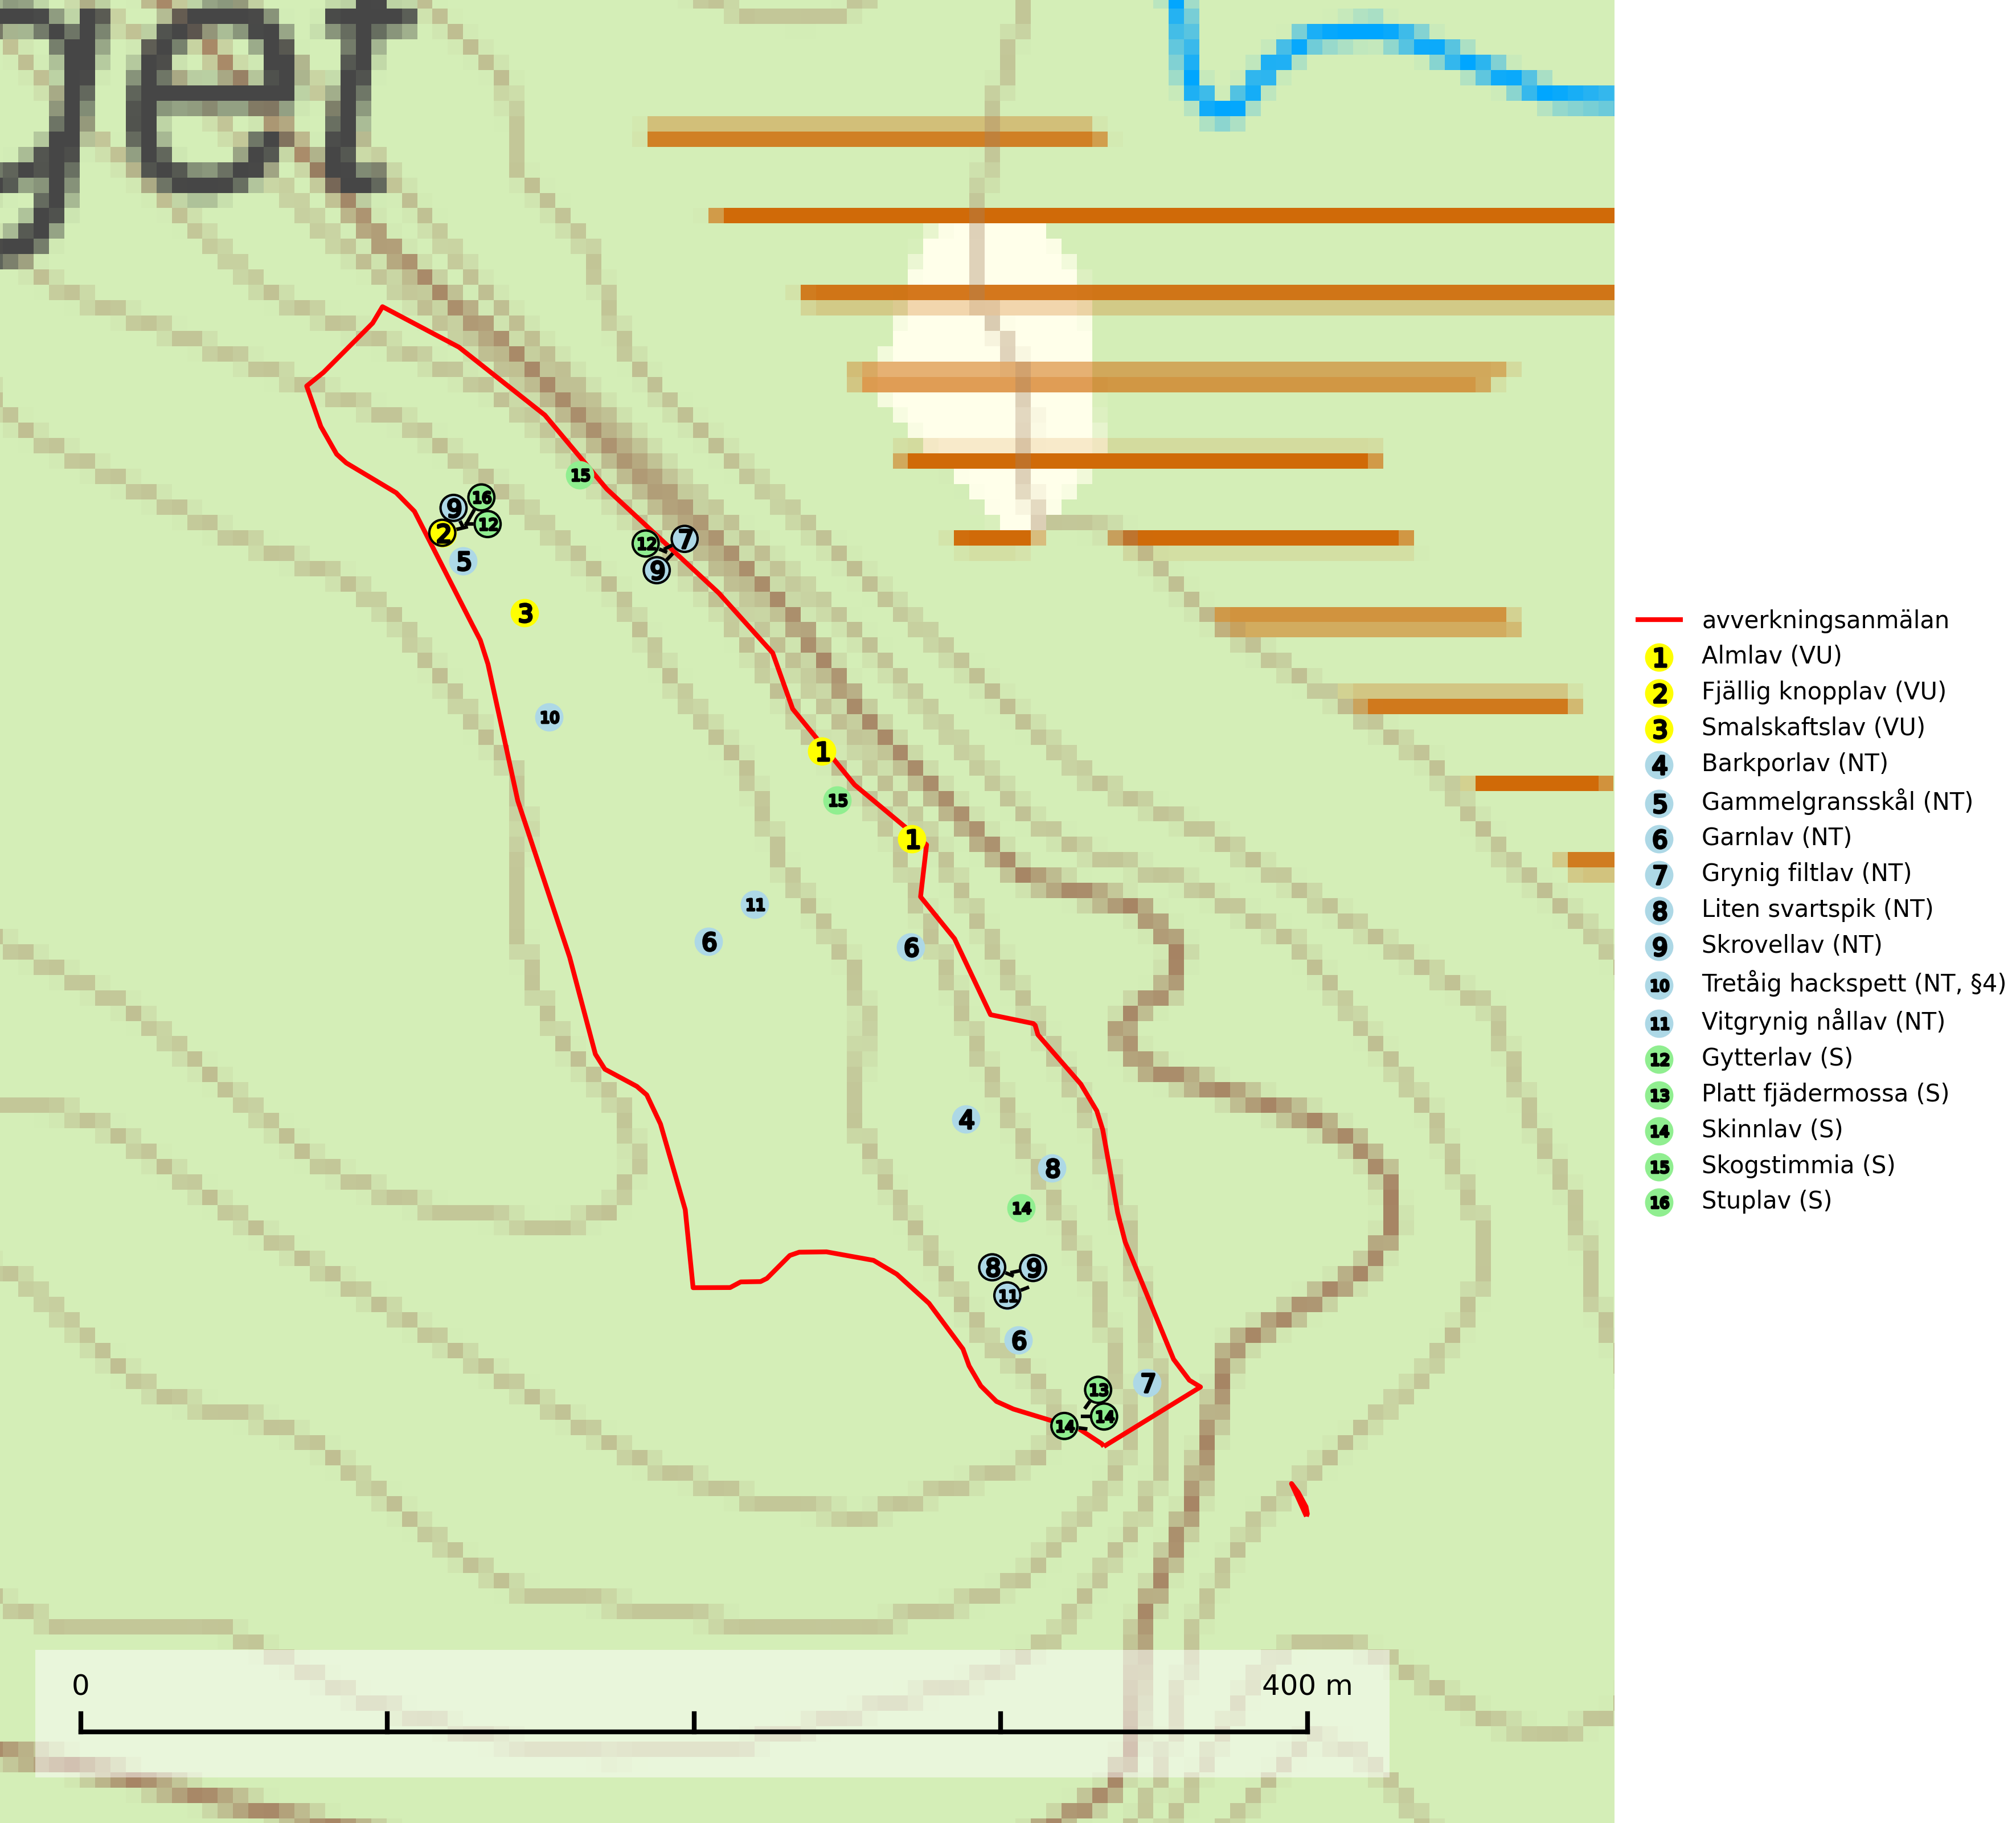 get
16
9
12
2
5
15
12
7
9
3
10
1
15
1
11
6
6
4
8
14
8
9
11
6
7
13
14
14
avverkningsanmälan
1 Almlav (VU)
2 Fjällig knopplav (VU)
3 Smalskaftslav (VU)
4 Barkporlav (NT)
5 Gammelgransskål (NT)
6 Garnlav (NT)
7 Grynig filtlav (NT)
8 Liten svartspik (NT)
9 Skrovellav (NT)
10 Tretåig hackspett (NT, §4)
11 Vitgrynig nållav (NT)
12 Gytterlav (S)
13 Platt fjädermossa (S)
14 Skinnlav (S)
15 Skogstimmia (S)
16 Stuplav (S)
0 400 m